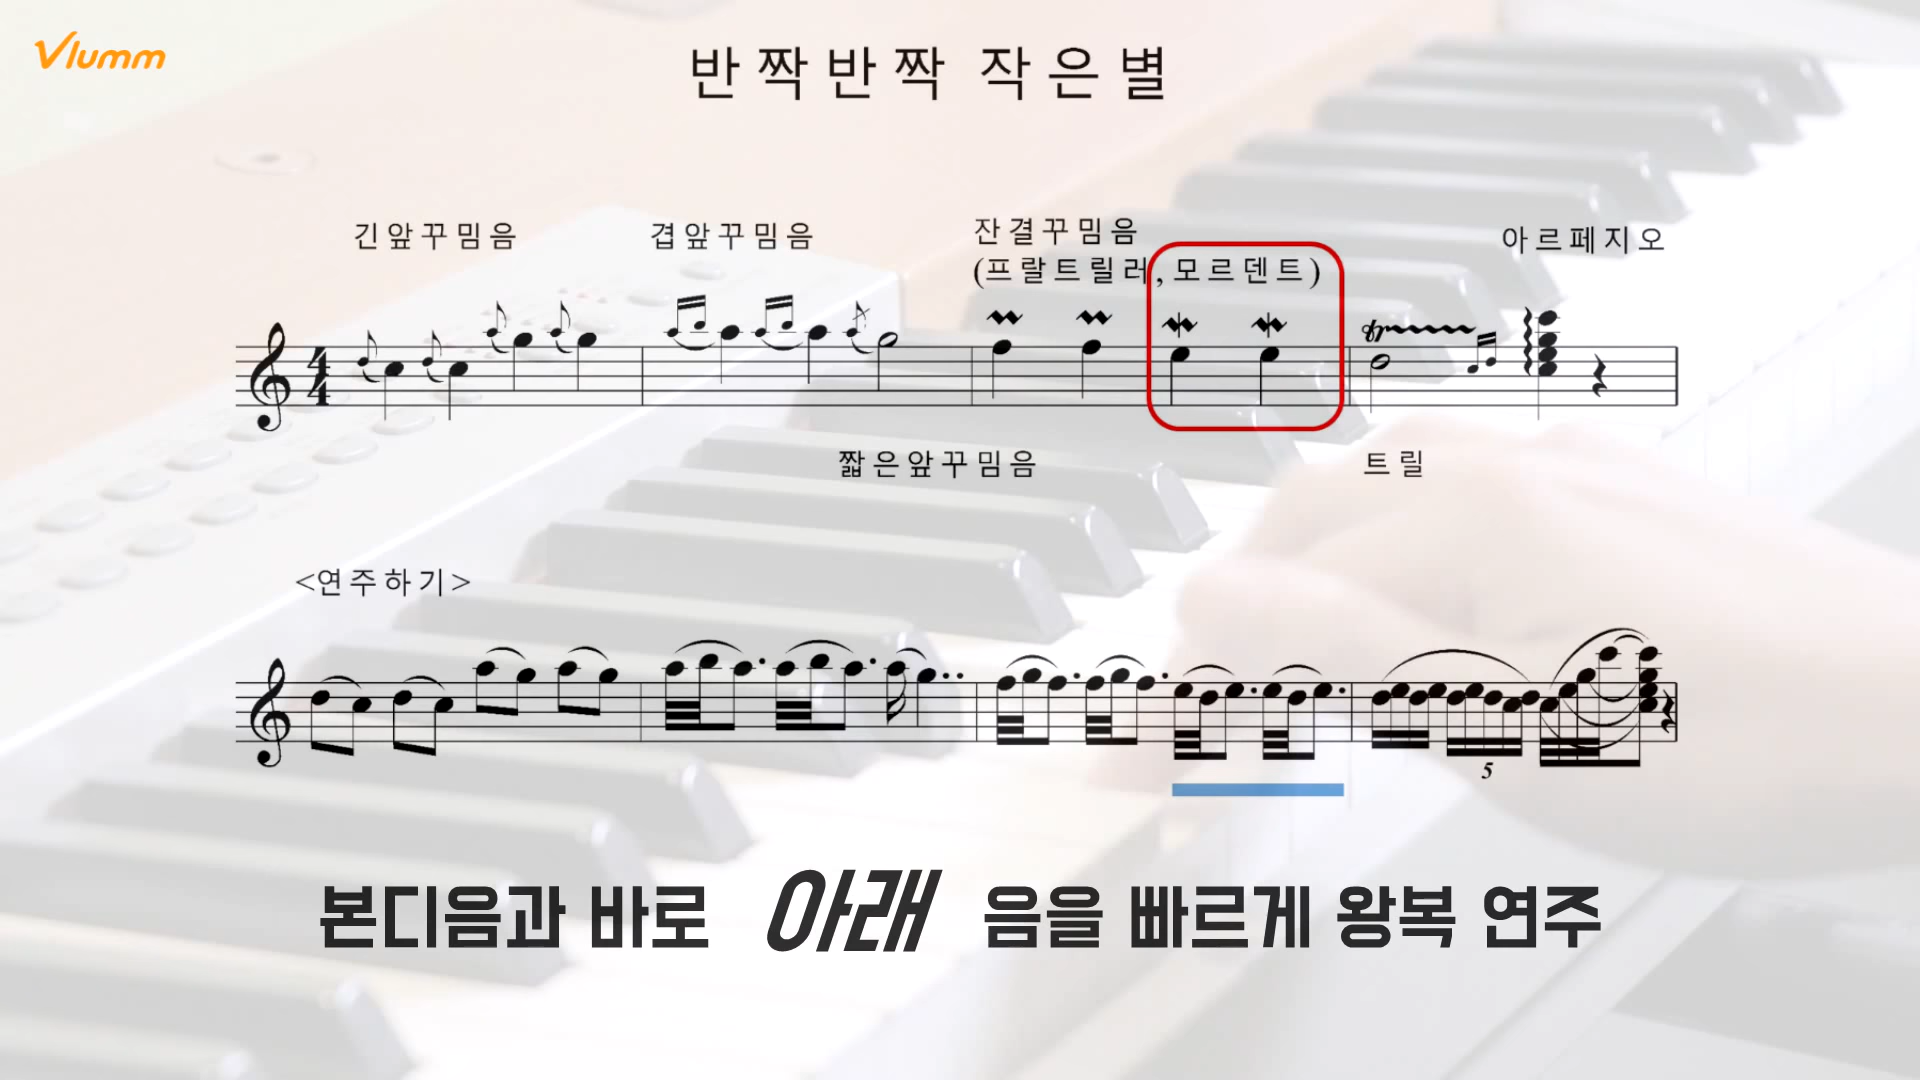 Vlumm
반짝반짝 작은별
긴앞꾸밈음
겹앞꾸밈음
잔결꾸밈음
(프랄트릴러, 모르덴트)
아르페지오
짧은앞꾸밈음
트릴
<연주하기>
5
본디음과 바로 아래 음을 빠르게 왕복 연주